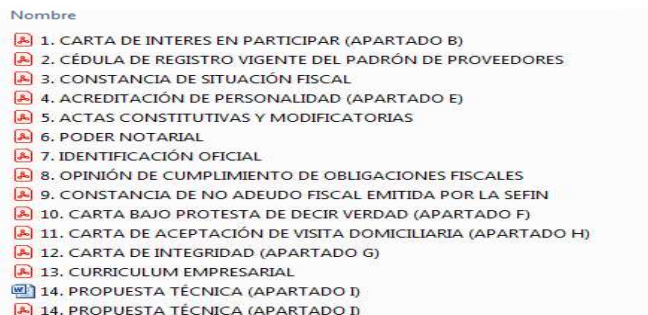 Nombre
1. CARTA DE INTERES EN PARTICIPAR (APARTADO B)
2. CÉDULA DE REGISTRO VIGENTE DEL PADRÓN DE PROVEEDORES
3. CONSTANCIA DE SITUACIÓN FISCAL
4. ACREDITACIÓN DE PERSONALIDAD (APARTADO E)
5. ACTAS CONSTITUTIVAS Y MODIFICATORIAS
6. PODER NOTARIAL
7. IDENTIFICACIÓN OFICIAL
8. OPINIÓN DE CUMPLIMIENTO DE OBLIGACIONES FISCALES
9. CONSTANCIA DE NO ADEUDO FISCAL EMITIDA POR LA SEFIN
10. CARTA BAJO PROTESTA DE DECIR VERDAD (APARTADO F)
11. CARTA DE ACEPTACIÓN DE VISITA DOMICILIARIA (APARTADO H)
12. CARTA DE INTEGRIDAD (APARTADO G)
13. CURRICULUM EMPRESARIAL
14. PROPUESTA TÉCNICA (APARTADO I)
14. PROPUESTA TÉCNICA (APARTADO I)